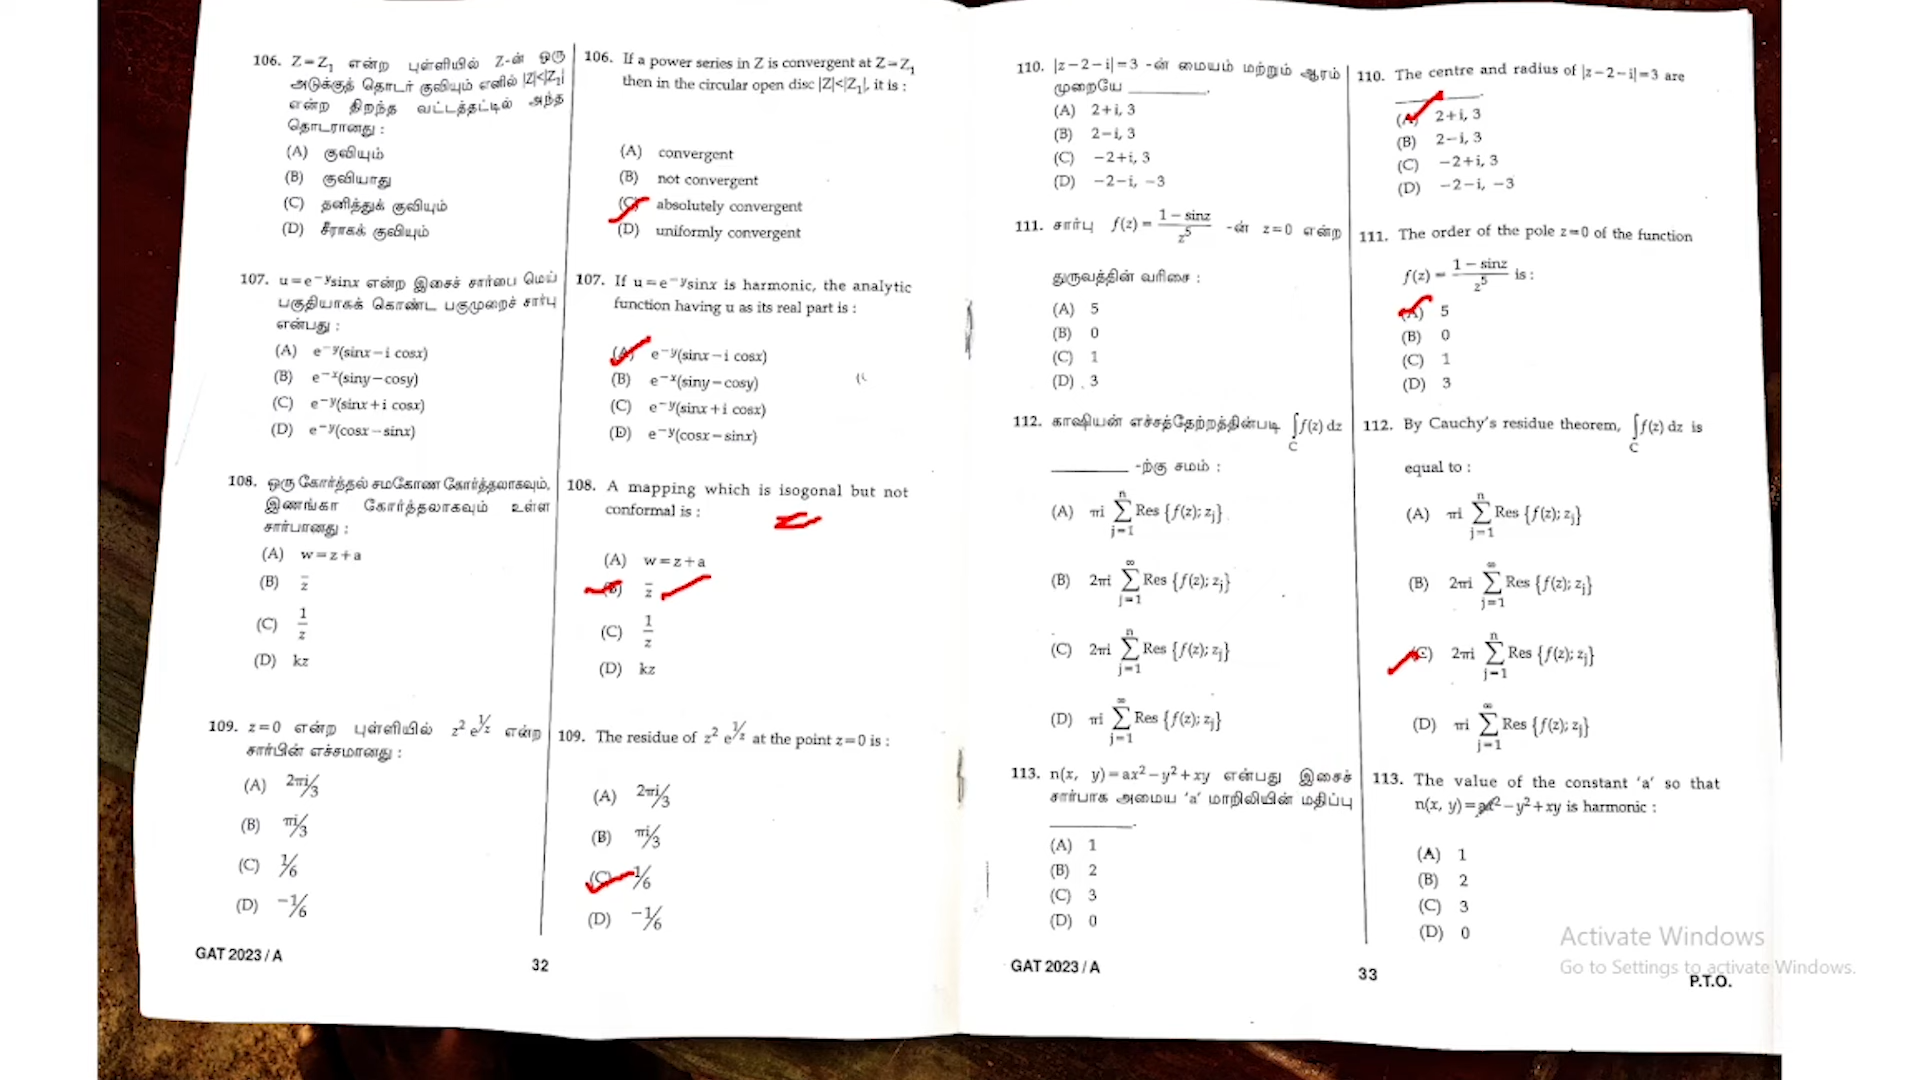 106. Z=Z₁ என்ற புள்ளியில் Z-ன் ஒரு
அடுக்குத் தொடர் குவியும் எனில் |Z|<|Z₁|
என்ற திறந்த வட்டத்தட்டில் அந்த
தொடரானது :
(A) குவியும்
(B) குவியாது
(C) தனித்துக் குவியும்
(D) சீராகக் குவியும்
107. u=e⁻ʸsinx என்ற இசைச் சார்பை மெய்
பகுதியாகக் கொண்ட பகுமுறைச் சார்பு
என்பது :
(A) e⁻ʸ(sinx−i cosx)
(B) e⁻ˣ(siny−cosy)
(C) e⁻ʸ(sinx+i cosx)
(D) e⁻ʸ(cosx−sinx)
108. ஒரு கோர்த்தல் சமகோண கோர்த்தலாகவும்,
இணங்கா கோர்த்தலாகவும் உள்ள
சார்பானது :
(A) w=z+a
(B) z̄
(C) 1/z
(D) kz
109. z=0 என்ற புள்ளியில் z² e^1/z என்ற
சார்பின் எச்சமானது :
(A) 2πi/3
(B) πi/3
(C) 1/6
(D) −1/6
GAT 2023 / A
106. If a power series in Z is convergent at Z=Z₁
then in the circular open disc |Z|<|Z₁|, it is :
(A) convergent
(B) not convergent
(C) absolutely convergent
(D) uniformly convergent
107. If u=e⁻ʸsinx is harmonic, the analytic
function having u as its real part is :
(A) e⁻ʸ(sinx−i cosx)
(B) e⁻ˣ(siny−cosy)
(C) e⁻ʸ(sinx+i cosx)
(D) e⁻ʸ(cosx−sinx)
108. A mapping which is isogonal but not
conformal is :
(A) w=z+a
(B) z̄
(C) 1/z
(D) kz
109. The residue of z² e^1/z at the point z=0 is :
(A) 2πi/3
(B) πi/3
(C) 1/6
(D) −1/6
32
110. |z−2−i|=3 -ன் மையம் மற்றும் ஆரம்
முறையே ________.
(A) 2+i, 3
(B) 2−i, 3
(C) −2+i, 3
(D) −2−i, −3
111. சார்பு f(z) = (1−sinz)/z⁵ -ன் z=0 என்ற
துருவத்தின் வரிசை :
(A) 5
(B) 0
(C) 1
(D) 3
112. காஷியன் எச்சத்தேற்றத்தின்படி ∫f(z) dz
C
________ -ற்கு சமம் :
(A) πi ∑ⁿⱼ₌₁ Res {f(z); zⱼ}
(B) 2πi ∑^∞ⱼ₌₁ Res {f(z); zⱼ}
(C) 2πi ∑ⁿⱼ₌₁ Res {f(z); zⱼ}
(D) πi ∑^∞ⱼ₌₁ Res {f(z); zⱼ}
113. n(x, y)=ax²−y²+xy என்பது இசைச்
சார்பாக அமைய 'a' மாறிலியின் மதிப்பு
________.
(A) 1
(B) 2
(C) 3
(D) 0
GAT 2023 / A
110. The centre and radius of |z−2−i|=3 are
________.
(A) 2+i, 3
(B) 2−i, 3
(C) −2+i, 3
(D) −2−i, −3
111. The order of the pole z=0 of the function
f(z) = (1−sinz)/z⁵ is :
(A) 5
(B) 0
(C) 1
(D) 3
112. By Cauchy's residue theorem, ∫f(z) dz is
C
equal to :
(A) πi ∑ⁿⱼ₌₁ Res {f(z); zⱼ}
(B) 2πi ∑^∞ⱼ₌₁ Res {f(z); zⱼ}
(C) 2πi ∑ⁿⱼ₌₁ Res {f(z); zⱼ}
(D) πi ∑^∞ⱼ₌₁ Res {f(z); zⱼ}
113. The value of the constant 'a' so that
n(x, y)=ax²−y²+xy is harmonic :
(A) 1
(B) 2
(C) 3
(D) 0
33
P.T.O.
Activate Windows
Go to Settings to activate Windows.